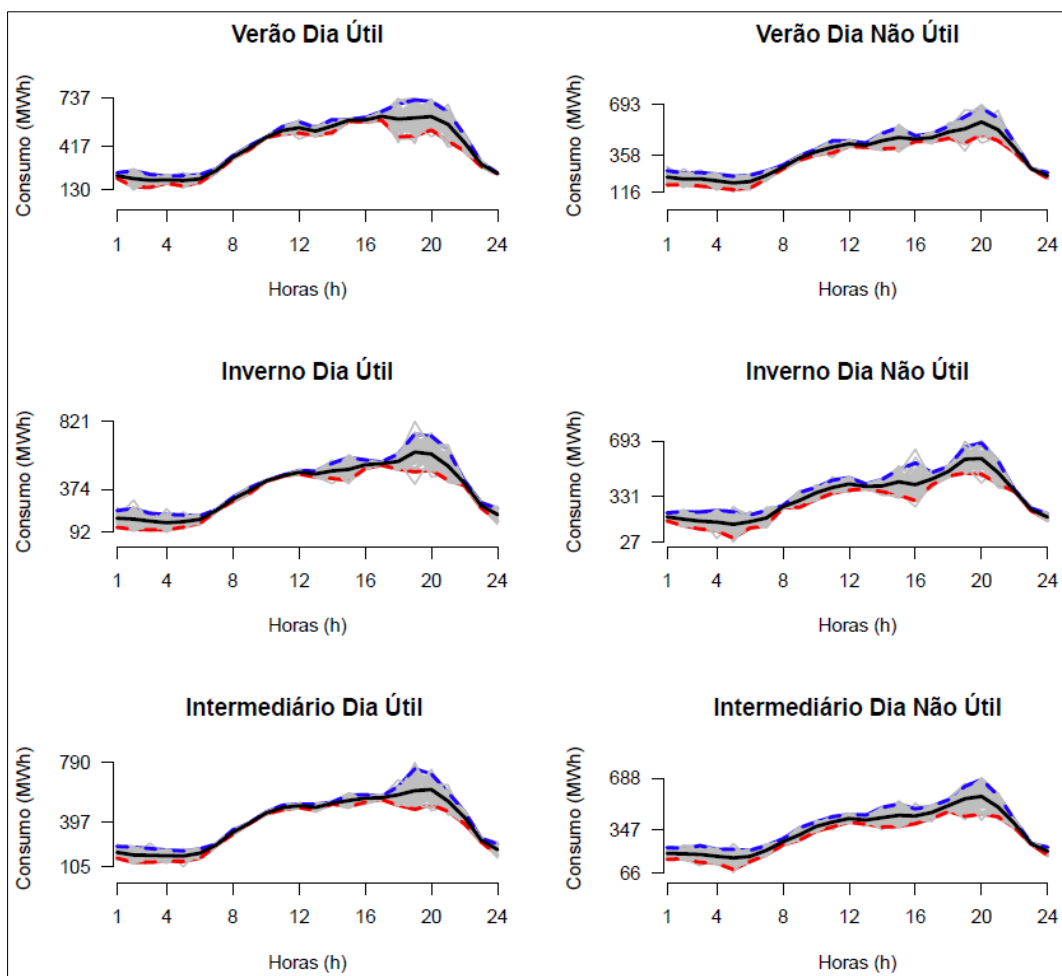 Verão Dia Útil
Consumo (MWh)
737
417
130
1 4 8 12 16 20 24
Horas (h)
Verão Dia Não Útil
Consumo (MWh)
693
358
116
1 4 8 12 16 20 24
Horas (h)
Inverno Dia Útil
Consumo (MWh)
821
374
92
1 4 8 12 16 20 24
Horas (h)
Inverno Dia Não Útil
Consumo (MWh)
693
331
27
1 4 8 12 16 20 24
Horas (h)
Intermediário Dia Útil
Consumo (MWh)
790
397
105
1 4 8 12 16 20 24
Horas (h)
Intermediário Dia Não Útil
Consumo (MWh)
688
347
66
1 4 8 12 16 20 24
Horas (h)